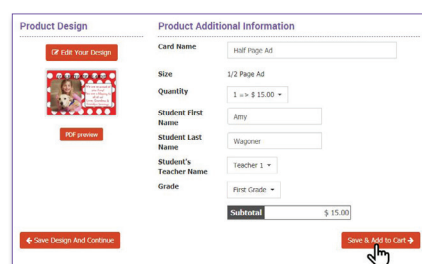 Product Design
Edit Your Design
PDF preview
Save Design And Continue
Product Additional Information
Card Name
Half Page Ad
Size
1/2 Page Ad
Quantity
1 => $ 15.00
Student First Name
Amy
Student Last Name
Wagoner
Student's Teacher Name
Teacher 1
Grade
First Grade
Subtotal
$ 15.00
Save & Add to Cart